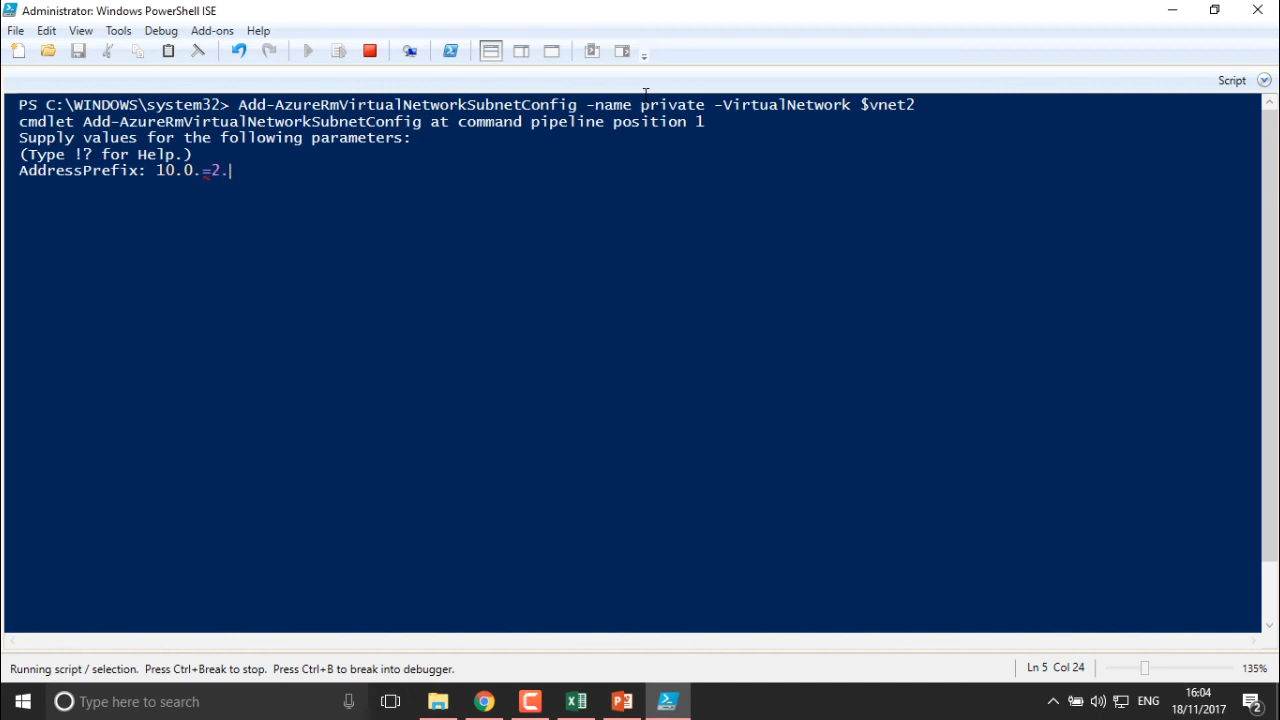 Administrator: Windows PowerShell ISE
File Edit View Tools Debug Add-ons Help
Script
PS C:\WINDOWS\system32> Add-AzureRmVirtualNetworkSubnetConfig -name private -VirtualNetwork $vnet2
cmdlet Add-AzureRmVirtualNetworkSubnetConfig at command pipeline position 1
Supply values for the following parameters:
(Type !? for Help.)
AddressPrefix: 10.0.=2.
Running script / selection. Press Ctrl+Break to stop. Press Ctrl+B to break into debugger.
Ln 5 Col 24
135%
Type here to search
ENG
16:04
18/11/2017
2